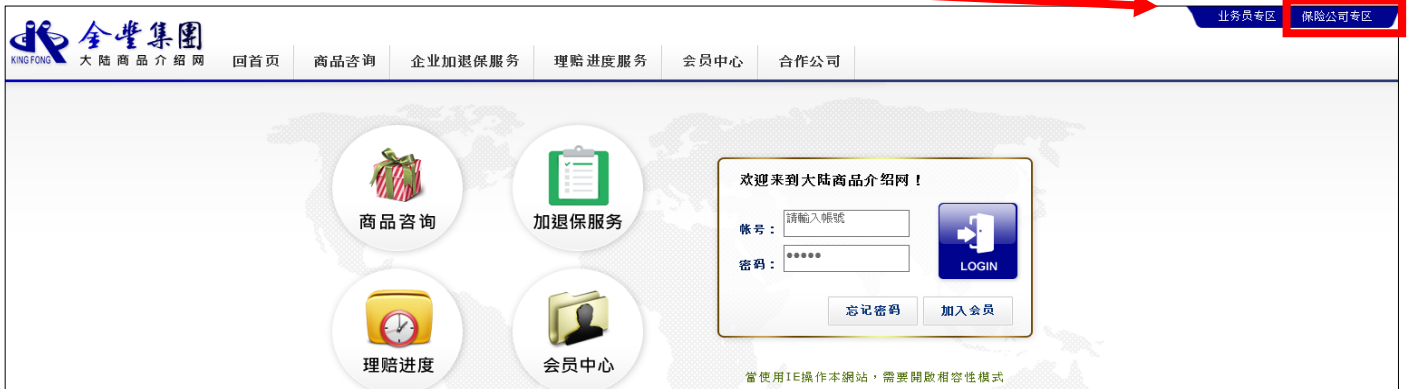 业务员专区 保险公司专区
金豐集團
KING FONG 大陸商品介紹网
回首页 商品咨询 企业加退保服务 理赔进度服务 会员中心 合作公司
欢迎来到大陆商品介绍网！
商品咨询 加退保服务
帐号： 請輸入帳號
密码： •••••
LOGIN
忘记密码 加入会员
理赔进度 会员中心
當使用IE操作本網站，需要開啟相容性模式